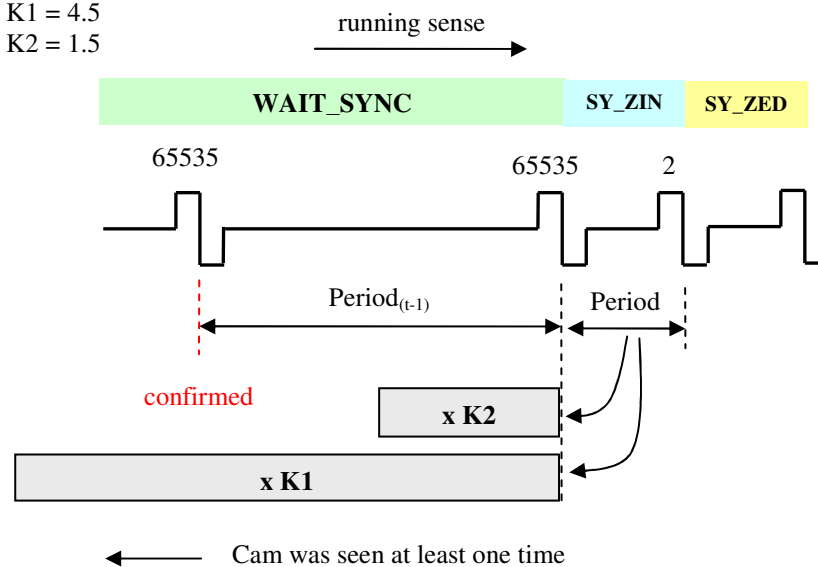 K1 = 4.5
K2 = 1.5
running sense
WAIT_SYNC
SY_ZIN
SY_ZED
65535
65535
2
Period(t-1)
Period
confirmed
x K2
x K1
Cam was seen at least one time